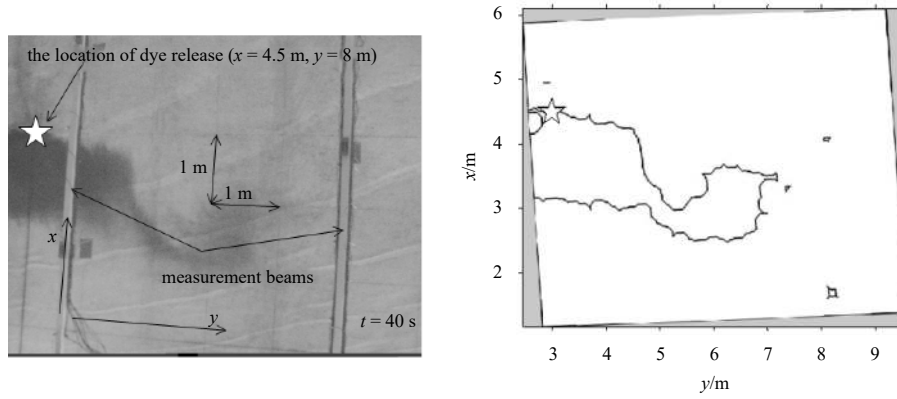 the location of dye release (x = 4.5 m, y = 8 m)
1 m
1 m
x
measurement beams
y
t = 40 s
6
5
4
3
2
x/m
3
4
5
6
7
8
9
y/m